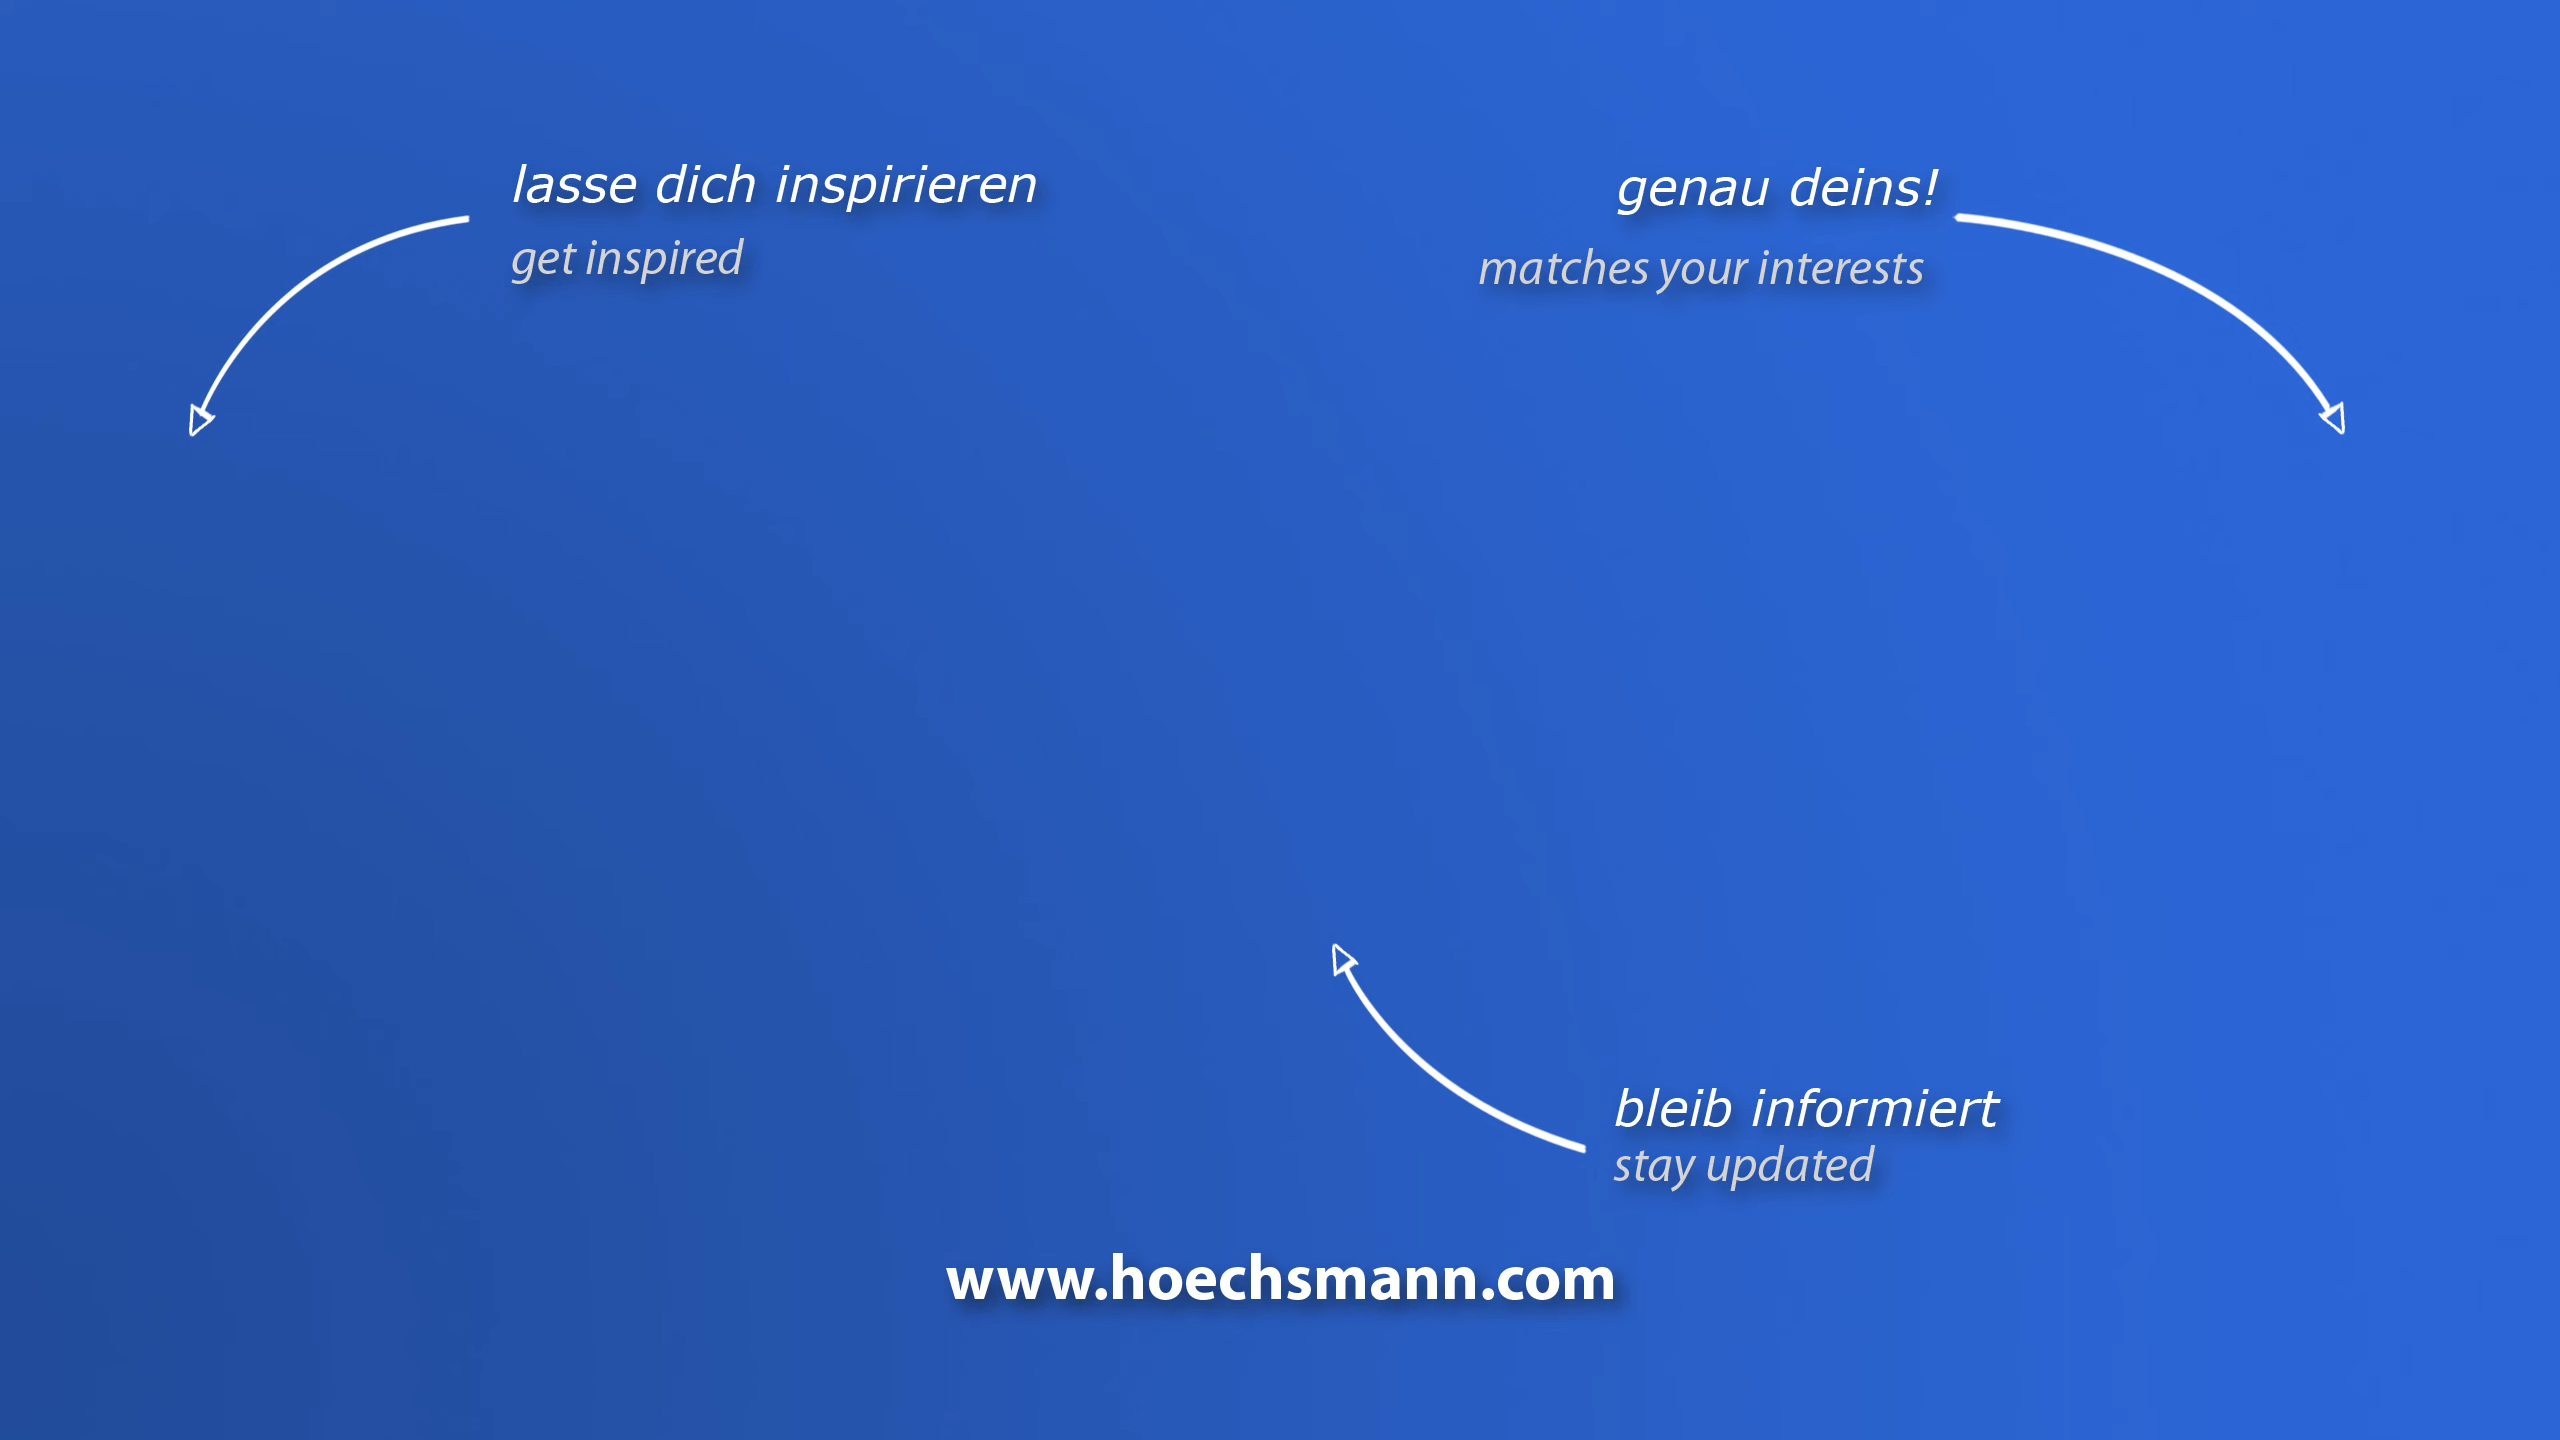 lasse dich inspirieren
get inspired
genau deins!
matches your interests
bleib informiert
stay updated
www.hoechsmann.com